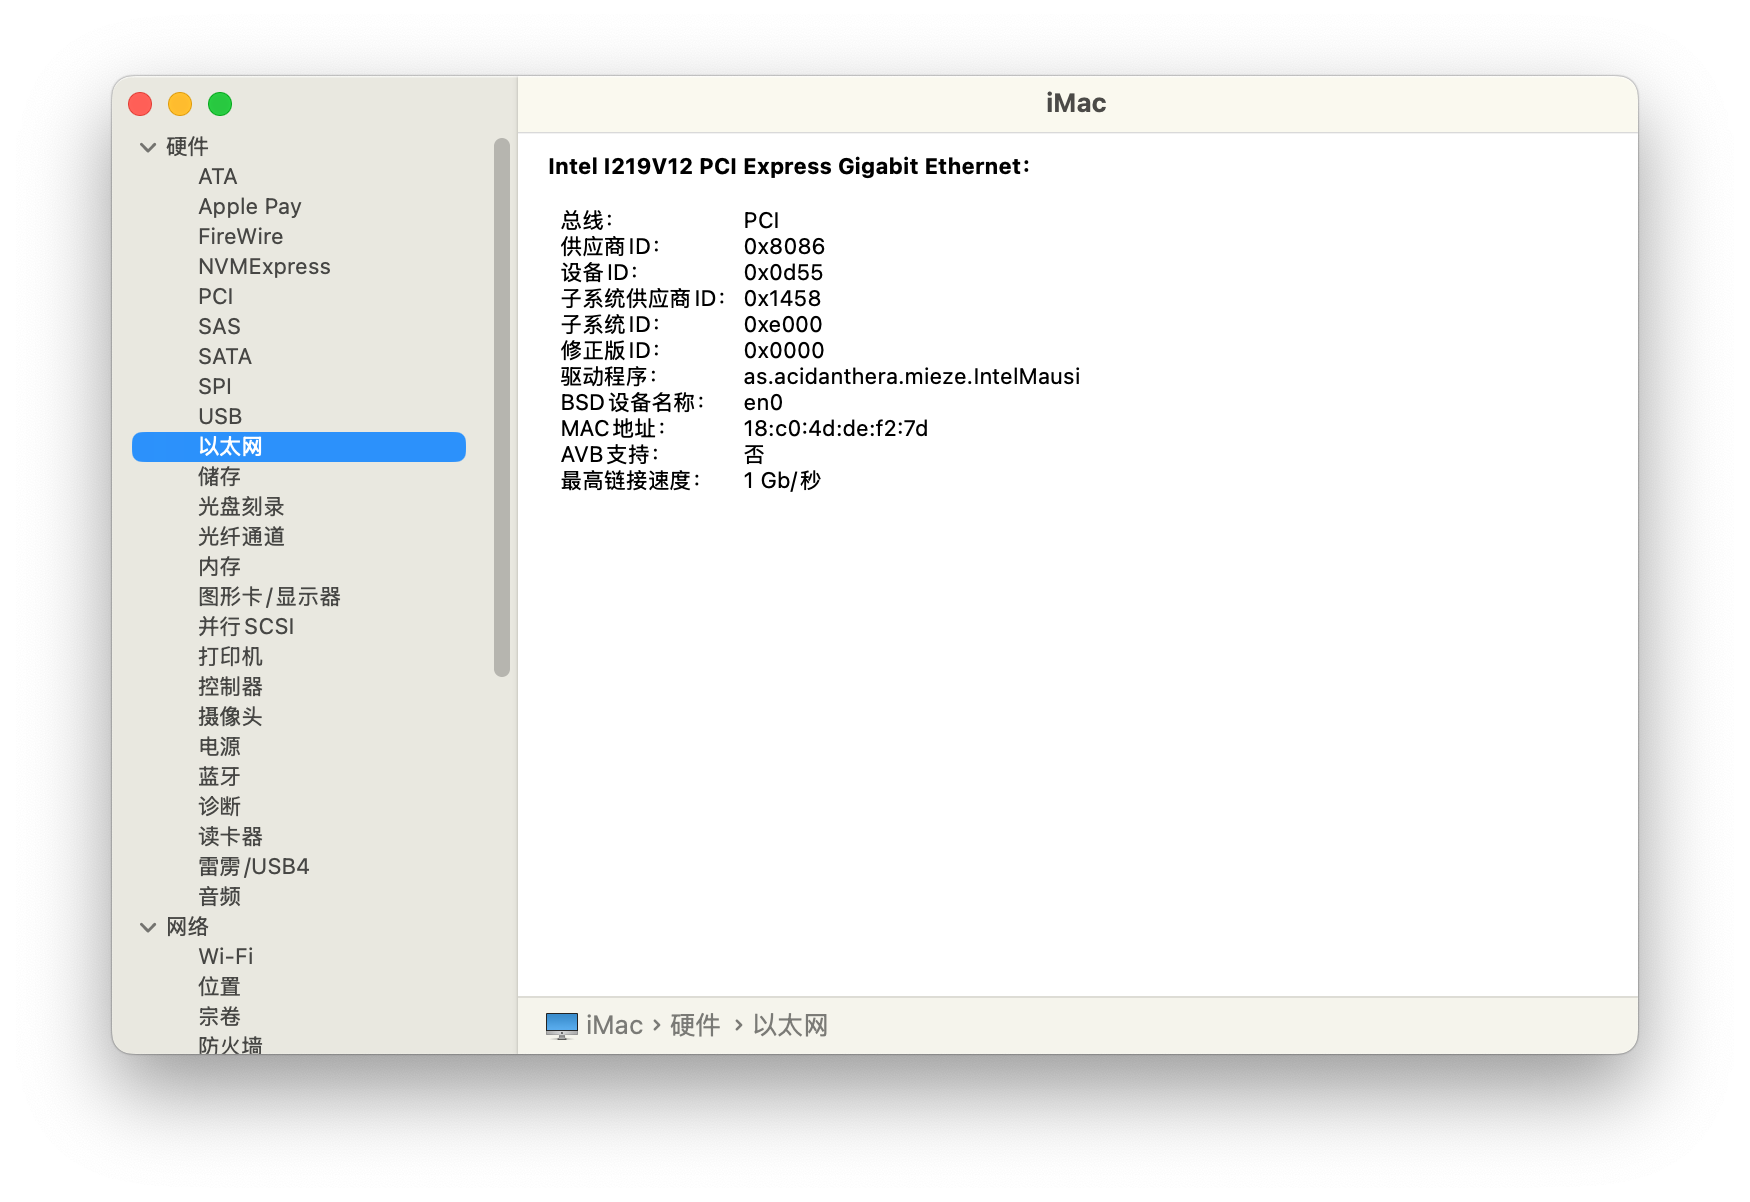 硬件
ATA
Apple Pay
FireWire
NVMExpress
PCI
SAS
SATA
SPI
USB
以太网
储存
光盘刻录
光纤通道
内存
图形卡/显示器
并行SCSI
打印机
控制器
摄像头
电源
蓝牙
诊断
读卡器
雷雳/USB4
音频
网络
Wi-Fi
位置
宗卷
防火墙
iMac
Intel I219V12 PCI Express Gigabit Ethernet：
总线： PCI
供应商ID： 0x8086
设备ID： 0x0d55
子系统供应商ID： 0x1458
子系统ID： 0xe000
修正版ID： 0x0000
驱动程序： as.acidanthera.mieze.IntelMausi
BSD设备名称： en0
MAC地址： 18:c0:4d:de:f2:7d
AVB支持： 否
最高链接速度： 1 Gb/秒
iMac › 硬件 › 以太网